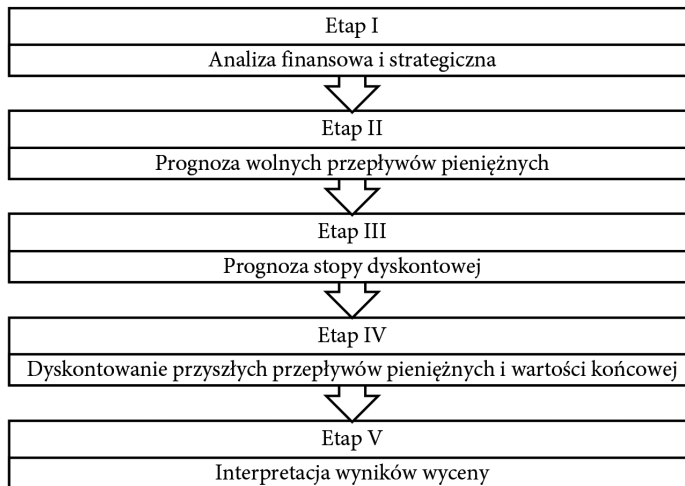 Etap I
Analiza finansowa i strategiczna
Etap II
Prognoza wolnych przepływów pieniężnych
Etap III
Prognoza stopy dyskontowej
Etap IV
Dyskontowanie przyszłych przepływów pieniężnych i wartości końcowej
Etap V
Interpretacja wyników wyceny